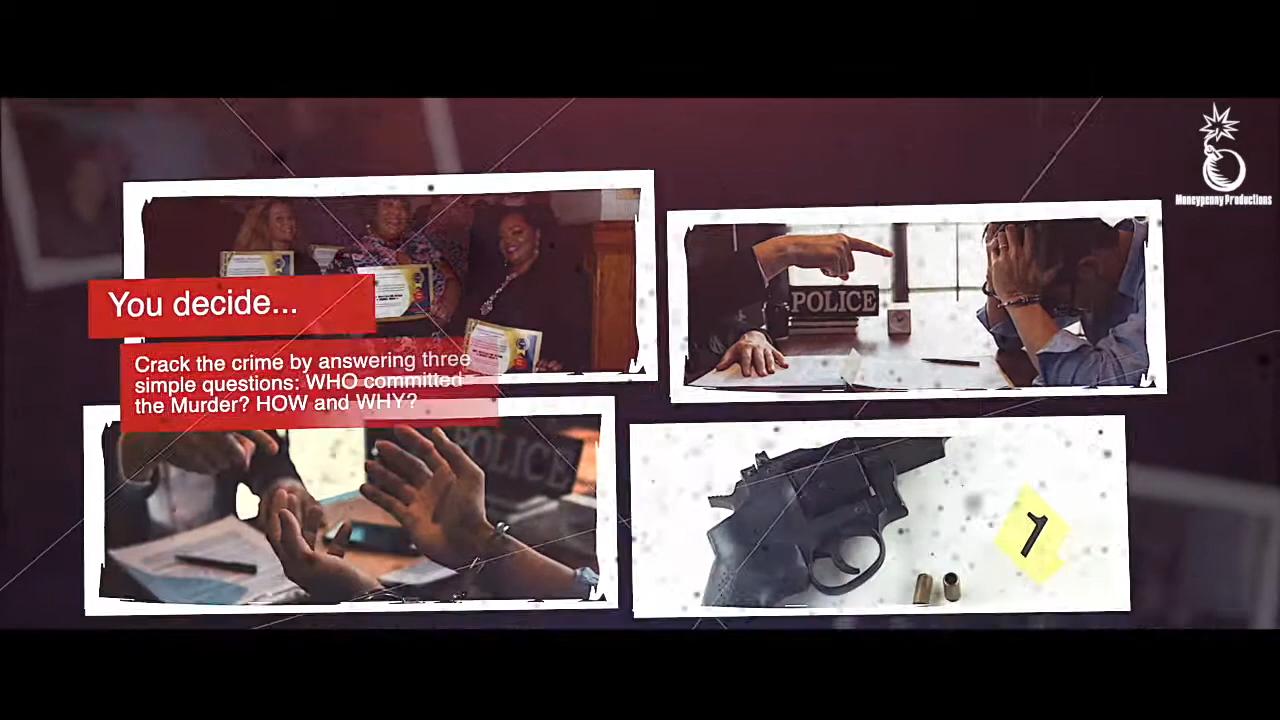 Moneypenny Productions
You decide...
Crack the crime by answering three
simple questions: WHO committed
the Murder? HOW and WHY?
POLICE
POLICE
1